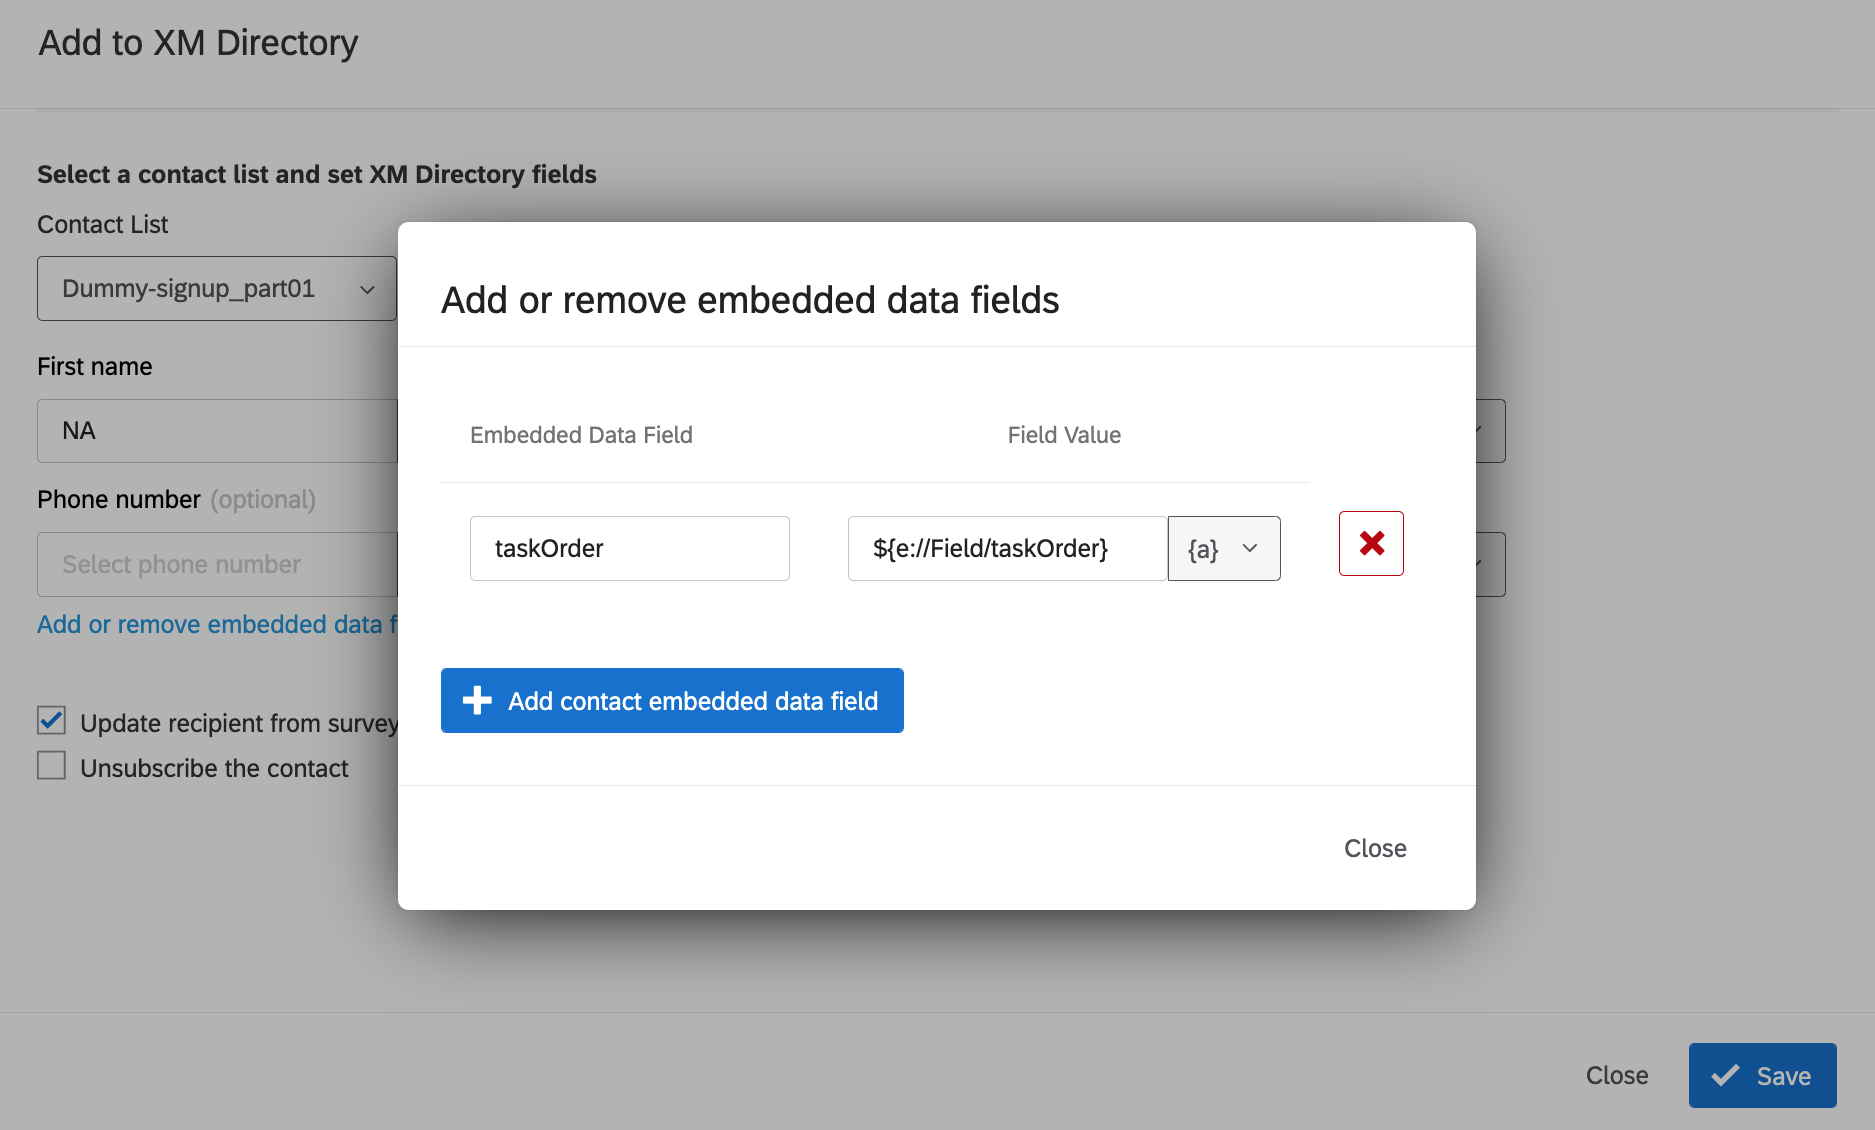 Add to XM Directory
Select a contact list and set XM Directory fields
Contact List
Dummy-signup_part01
First name
NA
Phone number (optional)
Select phone number
Add or remove embedded data f
Update recipient from survey
Unsubscribe the contact
Add or remove embedded data fields
Embedded Data Field Field Value
taskOrder ${e://Field/taskOrder} {a}
Add contact embedded data field
Close
Close Save